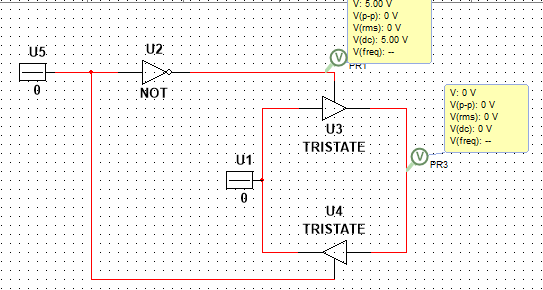 V: 5.00 V
V(p-p): 0 V
V(rms): 0 V
V(dc): 5.00 V
V(freq): --
V
PR1
U5
0
U2
NOT
U3
TRISTATE
V: 0 V
V(p-p): 0 V
V(rms): 0 V
V(dc): 0 V
V(freq): --
V
PR3
U1
0
U4
TRISTATE